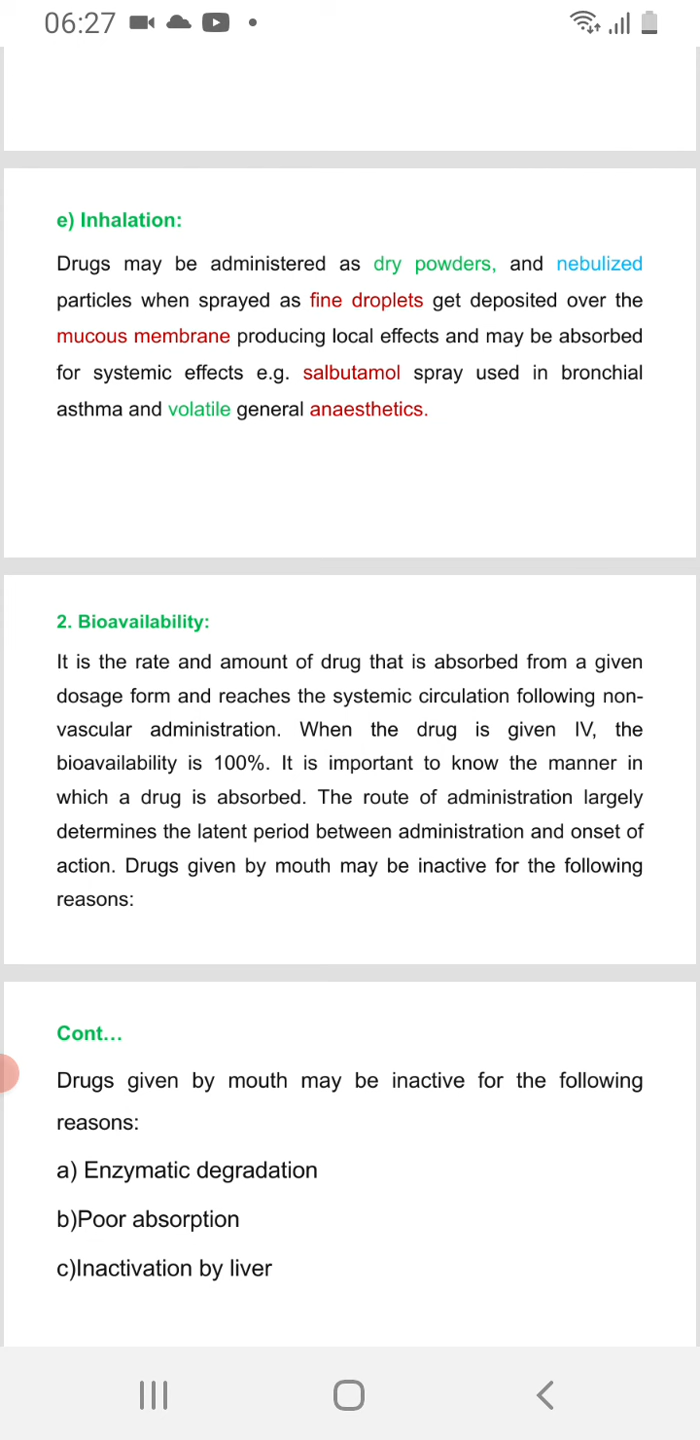 06:27
e) Inhalation:
Drugs may be administered as dry powders, and nebulized
particles when sprayed as fine droplets get deposited over the
mucous membrane producing local effects and may be absorbed
for systemic effects e.g. salbutamol spray used in bronchial
asthma and volatile general anaesthetics.
2. Bioavailability:
It is the rate and amount of drug that is absorbed from a given
dosage form and reaches the systemic circulation following non-
vascular administration. When the drug is given IV, the
bioavailability is 100%. It is important to know the manner in
which a drug is absorbed. The route of administration largely
determines the latent period between administration and onset of
action. Drugs given by mouth may be inactive for the following
reasons:
Cont...
Drugs given by mouth may be inactive for the following
reasons:
a) Enzymatic degradation
b)Poor absorption
c)Inactivation by liver